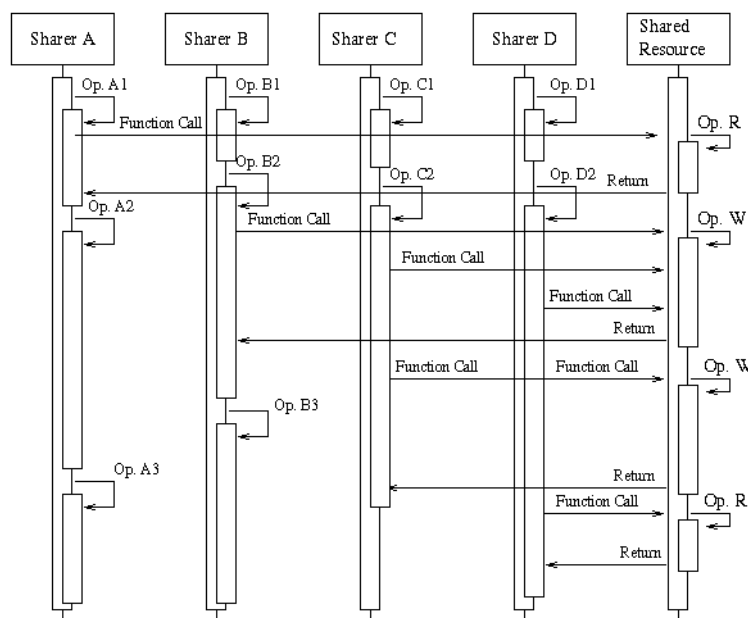 Sharer A
Sharer B
Sharer C
Sharer D
Shared
Resource
Op. A1
Op. B1
Op. C1
Op. D1
Function Call
Op. R
Op. B2
Op. C2
Op. D2
Return
Op. A2
Function Call
Op. W
Function Call
Function Call
Return
Function Call
Function Call
Op. W
Op. B3
Op. A3
Return
Function Call
Op. R
Return